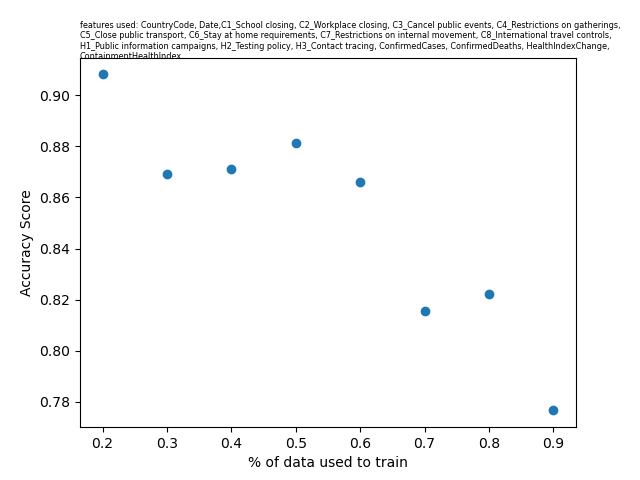 features used: CountryCode, Date,C1_School closing, C2_Workplace closing, C3_Cancel public events, C4_Restrictions on gatherings,
C5_Close public transport, C6_Stay at home requirements, C7_Restrictions on internal movement, C8_International travel controls,
H1_Public information campaigns, H2_Testing policy, H3_Contact tracing, ConfirmedCases, ConfirmedDeaths, HealthIndexChange,
ContainmentHealthIndex
0.90
0.88
0.86
0.84
0.82
0.80
0.78
Accuracy Score
0.2 0.3 0.4 0.5 0.6 0.7 0.8 0.9
% of data used to train